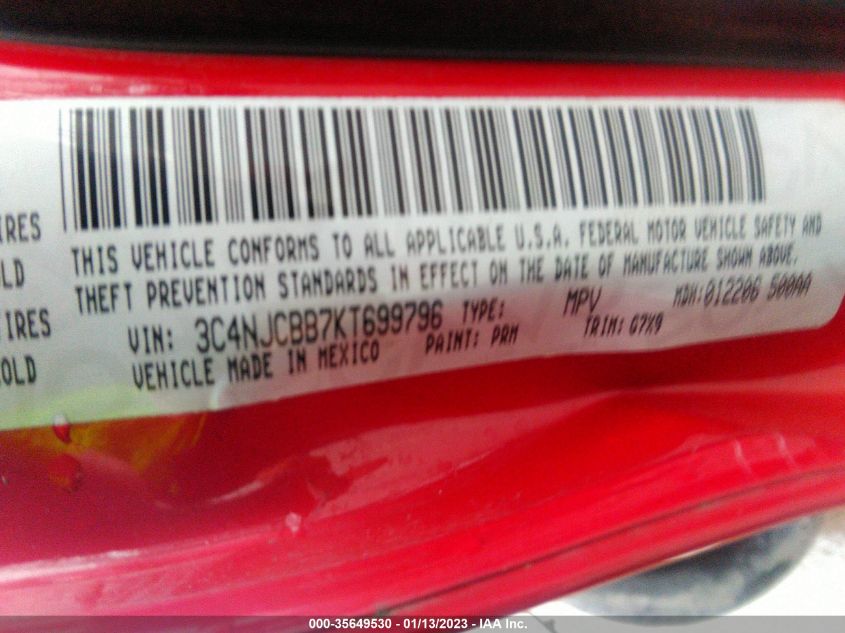 IRES
OLD
IRES
OLD
THIS VEHICLE CONFORMS TO ALL APPLICABLE U.S.A. FEDERAL MOTOR VEHICLE SAFETY AND
THEFT PREVENTION STANDARDS IN EFFECT ON THE DATE OF MANUFACTURE SHOWN ABOVE.
VIN: 3C4NJCBB7KT699796 TYPE: MPV MDH:012206 500AA
VEHICLE MADE IN MEXICO PAINT: PRM TRIM: G7X9
000-35649530 - 01/13/2023 - IAA Inc.